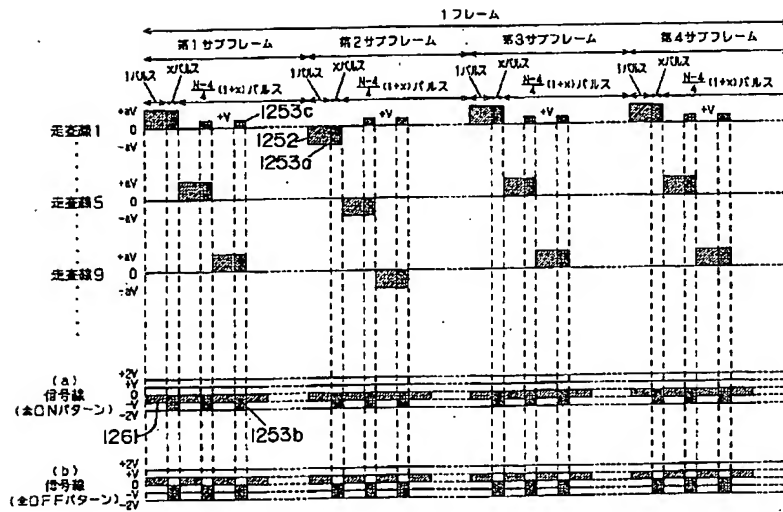 1フレーム
第1サブフレーム 第2サブフレーム 第3サブフレーム 第4サブフレーム
1パルス xパルス N-4/4 (1+x)パルス 1パルス xパルス N-4/4 (1+x)パルス 1パルス xパルス N-4/4 (1+x)パルス 1パルス xパルス N-4/4 (1+x)パルス
走査線1 +aV 0 -aV +V 1253c +V +V +V
1252
1253a
走査線5 +aV 0 -aV
走査線9 +aV 0 -aV
(a)
信号線
(全ONパターン)
+2V
+V
0
-V
-2V
1261 1253b
(b)
信号線
(全OFFパターン)
+2V
+V
0
-V
-2V